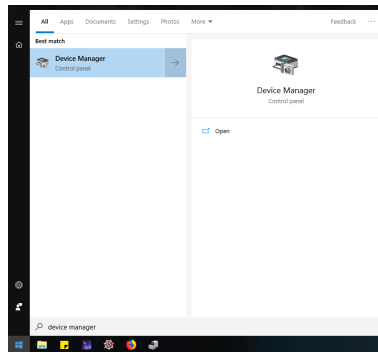 All Apps Documents Settings Photos More Feedback ...
Best match
Device Manager
Control panel
Device Manager
Control panel
Open
device manager